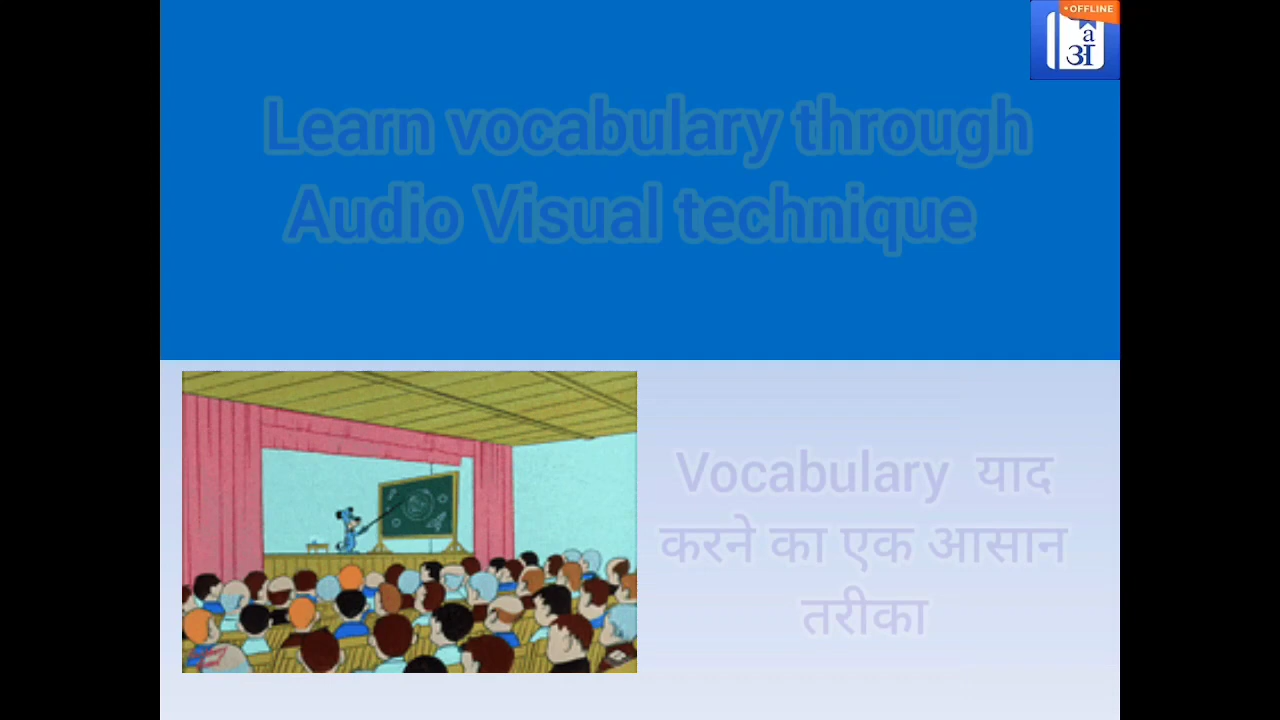 OFFLINE
a
अ
Learn vocabulary through
Audio Visual technique
Vocabulary याद
करने का एक आसान
तरीका